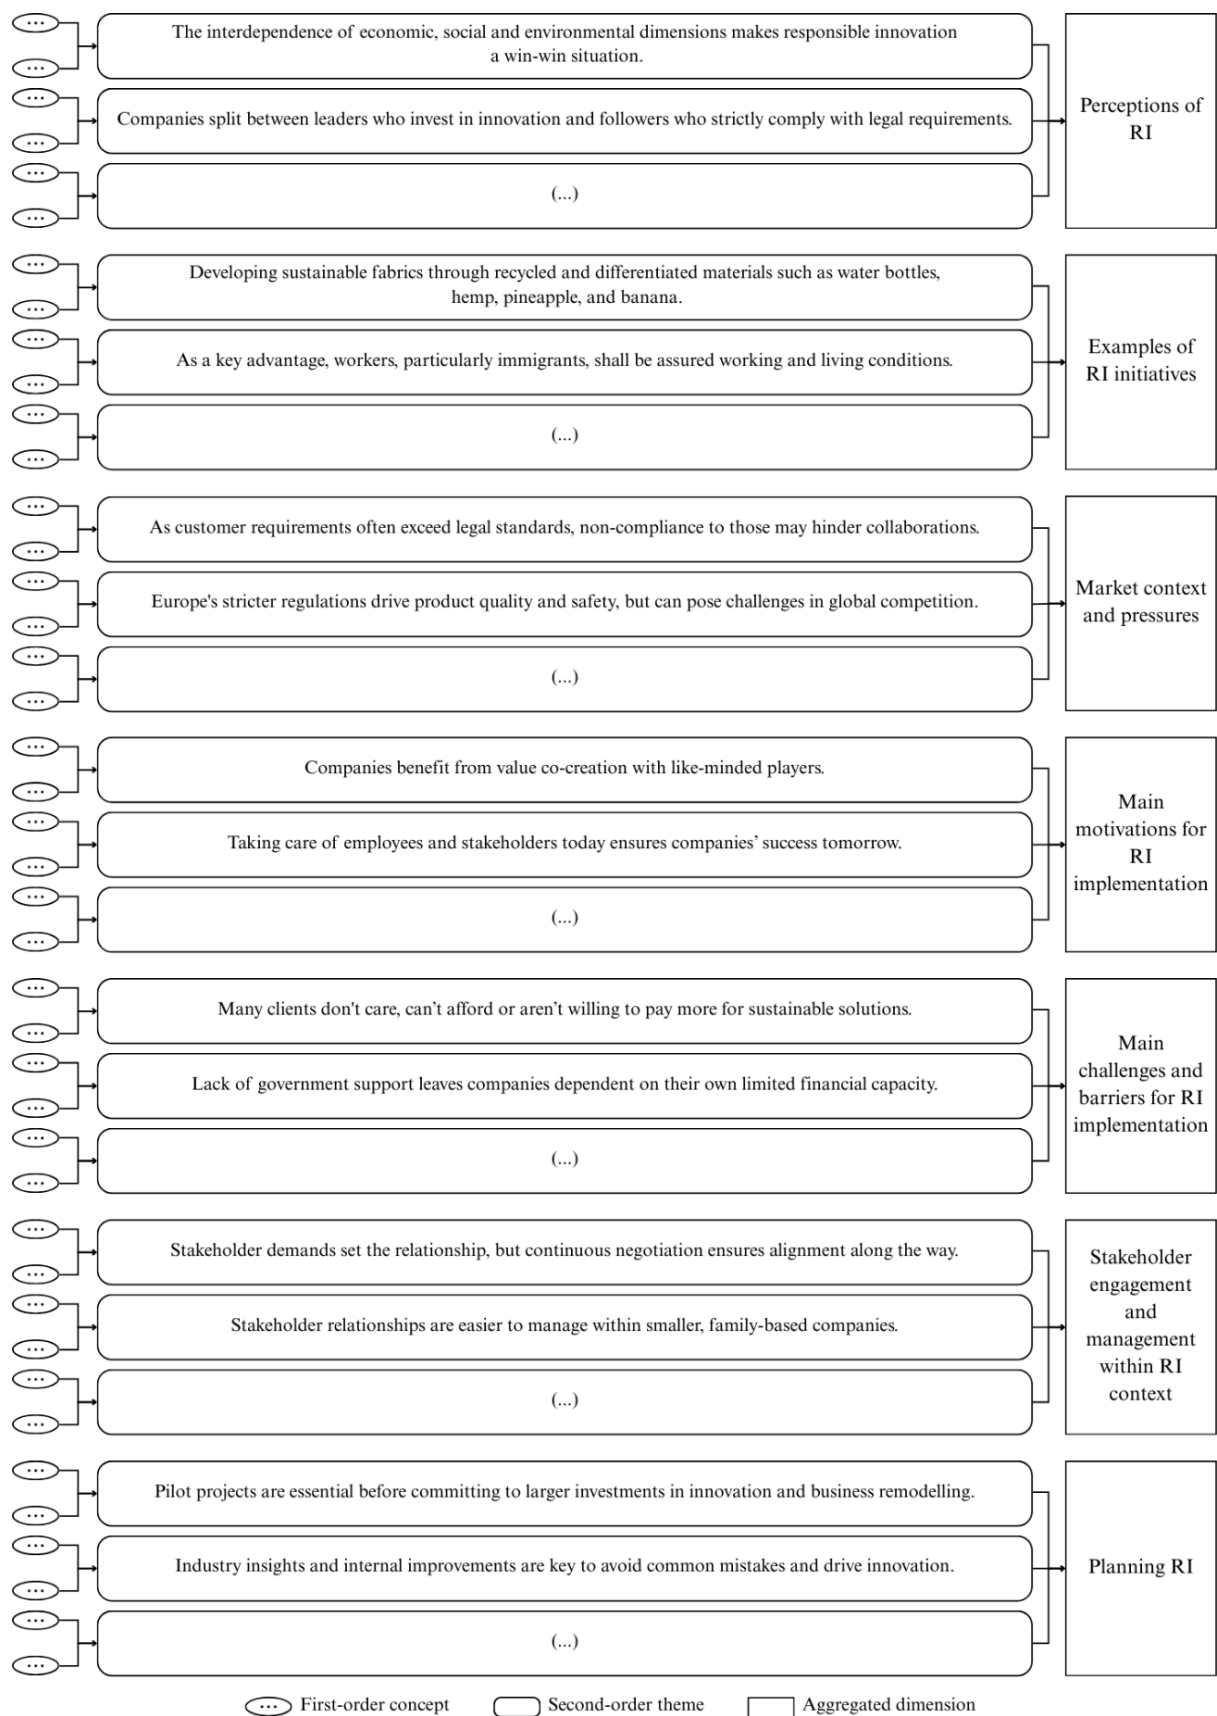 The interdependence of economic, social and environmental dimensions makes responsible innovation
a win-win situation.
Companies split between leaders who invest in innovation and followers who strictly comply with legal requirements.
(...)
Perceptions of
RI
Developing sustainable fabrics through recycled and differentiated materials such as water bottles,
hemp, pineapple, and banana.
As a key advantage, workers, particularly immigrants, shall be assured working and living conditions.
(...)
Examples of
RI initiatives
As customer requirements often exceed legal standards, non-compliance to those may hinder collaborations.
Europe's stricter regulations drive product quality and safety, but can pose challenges in global competition.
(...)
Market context
and pressures
Companies benefit from value co-creation with like-minded players.
Taking care of employees and stakeholders today ensures companies’ success tomorrow.
(...)
Main
motivations for
RI
implementation
Many clients don't care, can’t afford or aren’t willing to pay more for sustainable solutions.
Lack of government support leaves companies dependent on their own limited financial capacity.
(...)
Main
challenges and
barriers for RI
implementation
Stakeholder demands set the relationship, but continuous negotiation ensures alignment along the way.
Stakeholder relationships are easier to manage within smaller, family-based companies.
(...)
Stakeholder
engagement
and
management
within RI
context
Pilot projects are essential before committing to larger investments in innovation and business remodelling.
Industry insights and internal improvements are key to avoid common mistakes and drive innovation.
(...)
Planning RI
... First-order concept
Second-order theme
Aggregated dimension